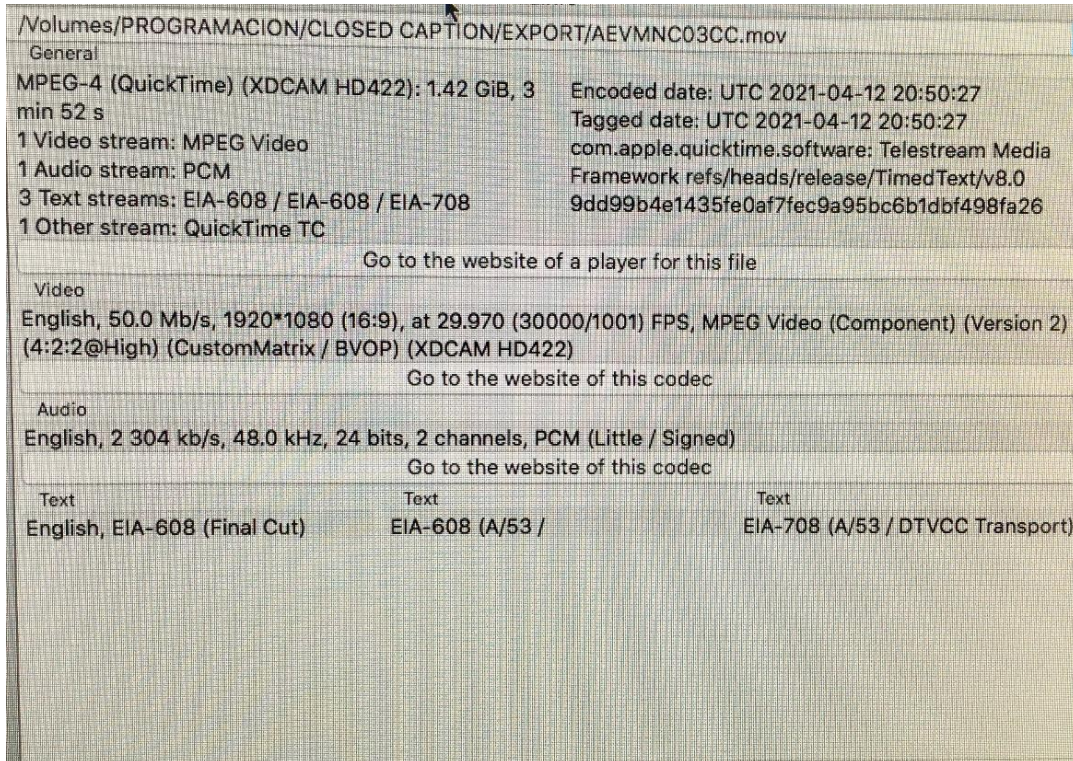 /Volumes/PROGRAMACION/CLOSED CAPTION/EXPORT/AEVMNC03CC.mov
General
MPEG-4 (QuickTime) (XDCAM HD422): 1.42 GiB, 3
min 52 s
1 Video stream: MPEG Video
1 Audio stream: PCM
3 Text streams: EIA-608 / EIA-608 / EIA-708
1 Other stream: QuickTime TC
Encoded date: UTC 2021-04-12 20:50:27
Tagged date: UTC 2021-04-12 20:50:27
com.apple.quicktime.software: Telestream Media
Framework refs/heads/release/TimedText/v8.0
9dd99b4e1435fe0af7fec9a95bc6b1dbf498fa26
Go to the website of a player for this file
Video
English, 50.0 Mb/s, 1920*1080 (16:9), at 29.970 (30000/1001) FPS, MPEG Video (Component) (Version 2)
(4:2:2@High) (CustomMatrix / BVOP) (XDCAM HD422)
Go to the website of this codec
Audio
English, 2 304 kb/s, 48.0 kHz, 24 bits, 2 channels, PCM (Little / Signed)
Go to the website of this codec
Text
English, EIA-608 (Final Cut)
Text
EIA-608 (A/53 /
Text
EIA-708 (A/53 / DTVCC Transport)